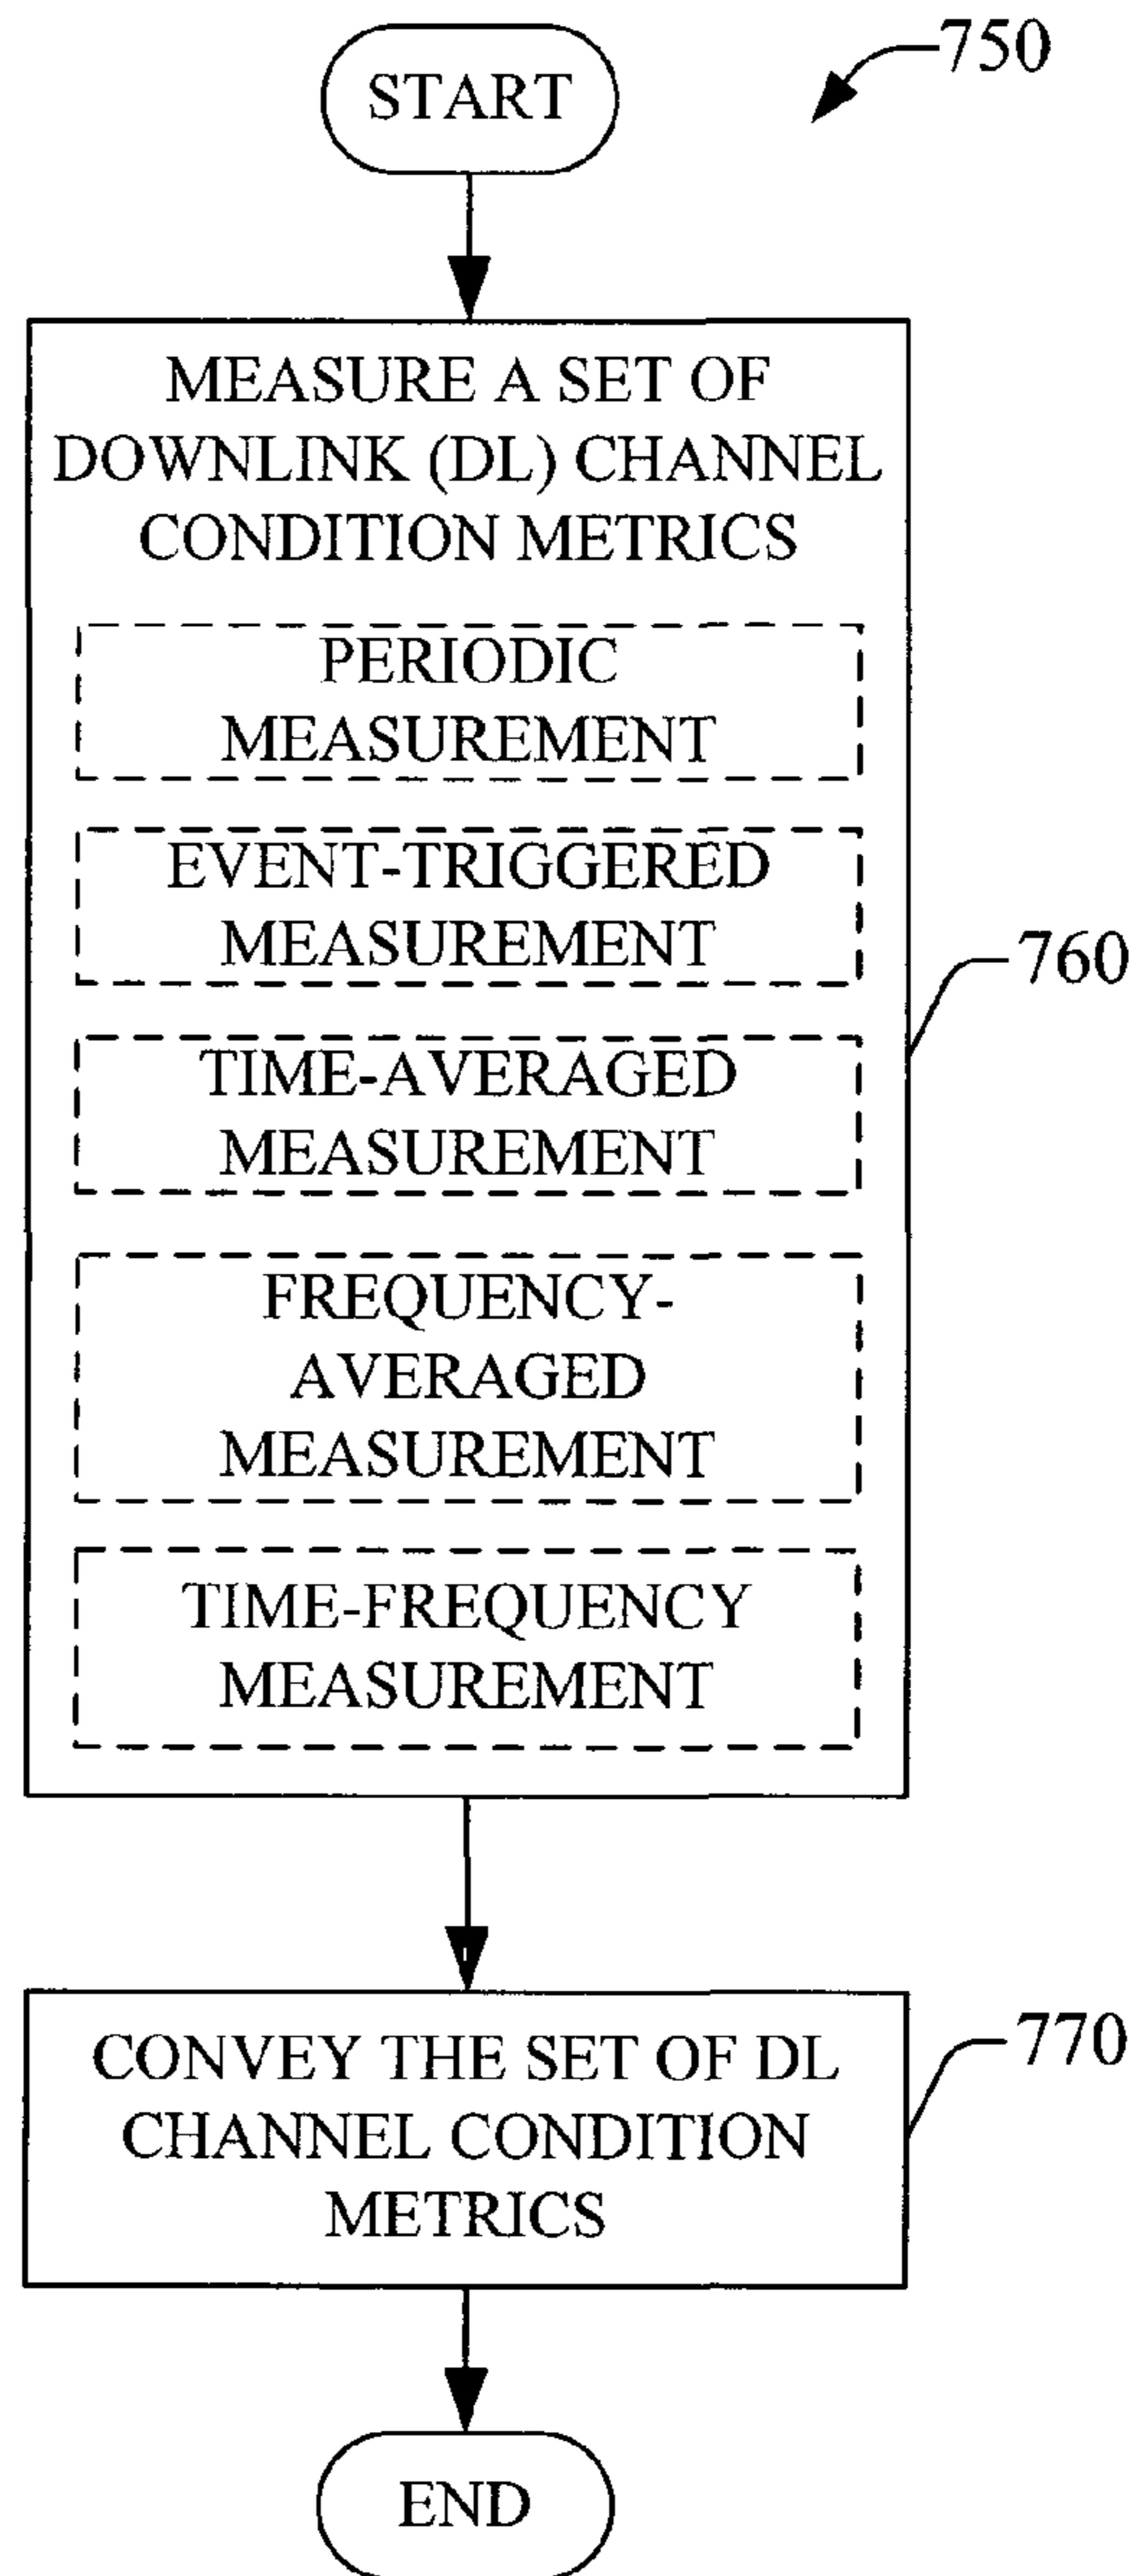 750
START
MEASURE A SET OF
DOWNLINK (DL) CHANNEL
CONDITION METRICS
PERIODIC
MEASUREMENT
EVENT-TRIGGERED
MEASUREMENT
760
TIME-AVERAGED
MEASUREMENT
FREQUENCY-
AVERAGED
MEASUREMENT
TIME-FREQUENCY
MEASUREMENT
CONVEY THE SET OF DL
CHANNEL CONDITION
METRICS
770
END